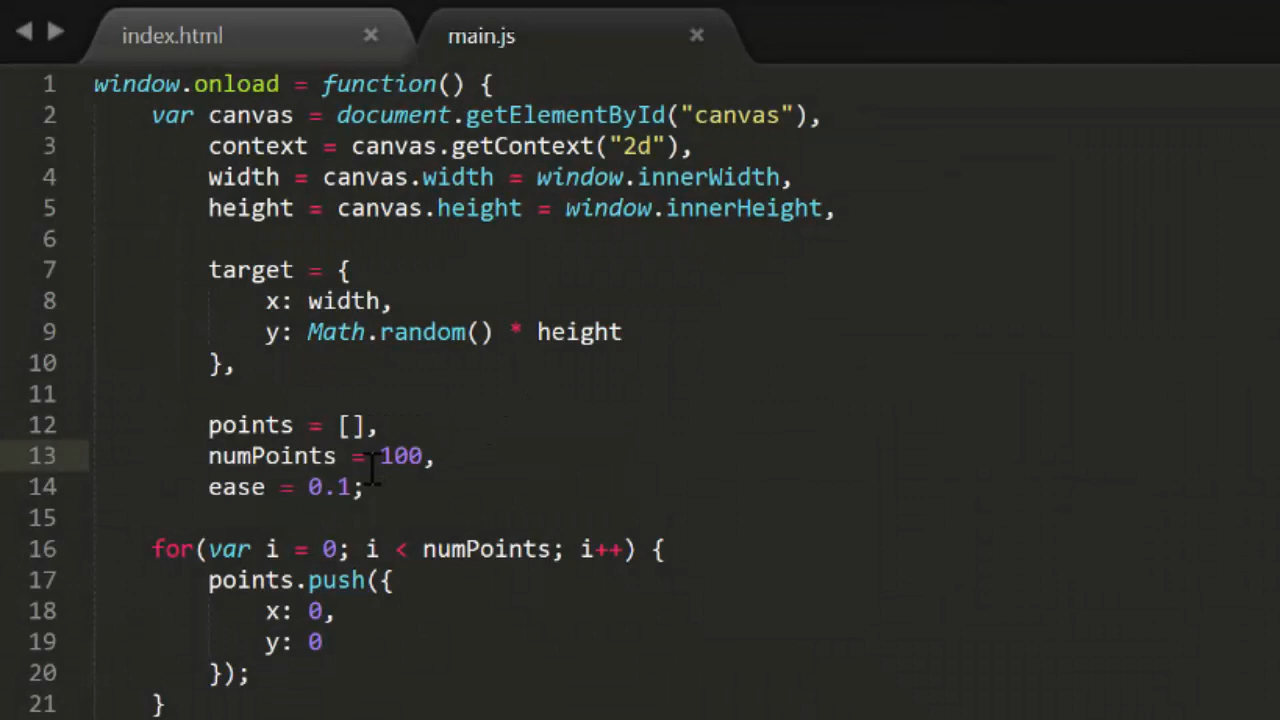 index.html × main.js ×
1 window.onload = function() {
2 var canvas = document.getElementById("canvas"),
3 context = canvas.getContext("2d"),
4 width = canvas.width = window.innerWidth,
5 height = canvas.height = window.innerHeight,
6
7 target = {
8 x: width,
9 y: Math.random() * height
10 },
11
12 points = [],
13 numPoints = 100,
14 ease = 0.1;
15
16 for(var i = 0; i < numPoints; i++) {
17 points.push({
18 x: 0,
19 y: 0
20 });
21 }